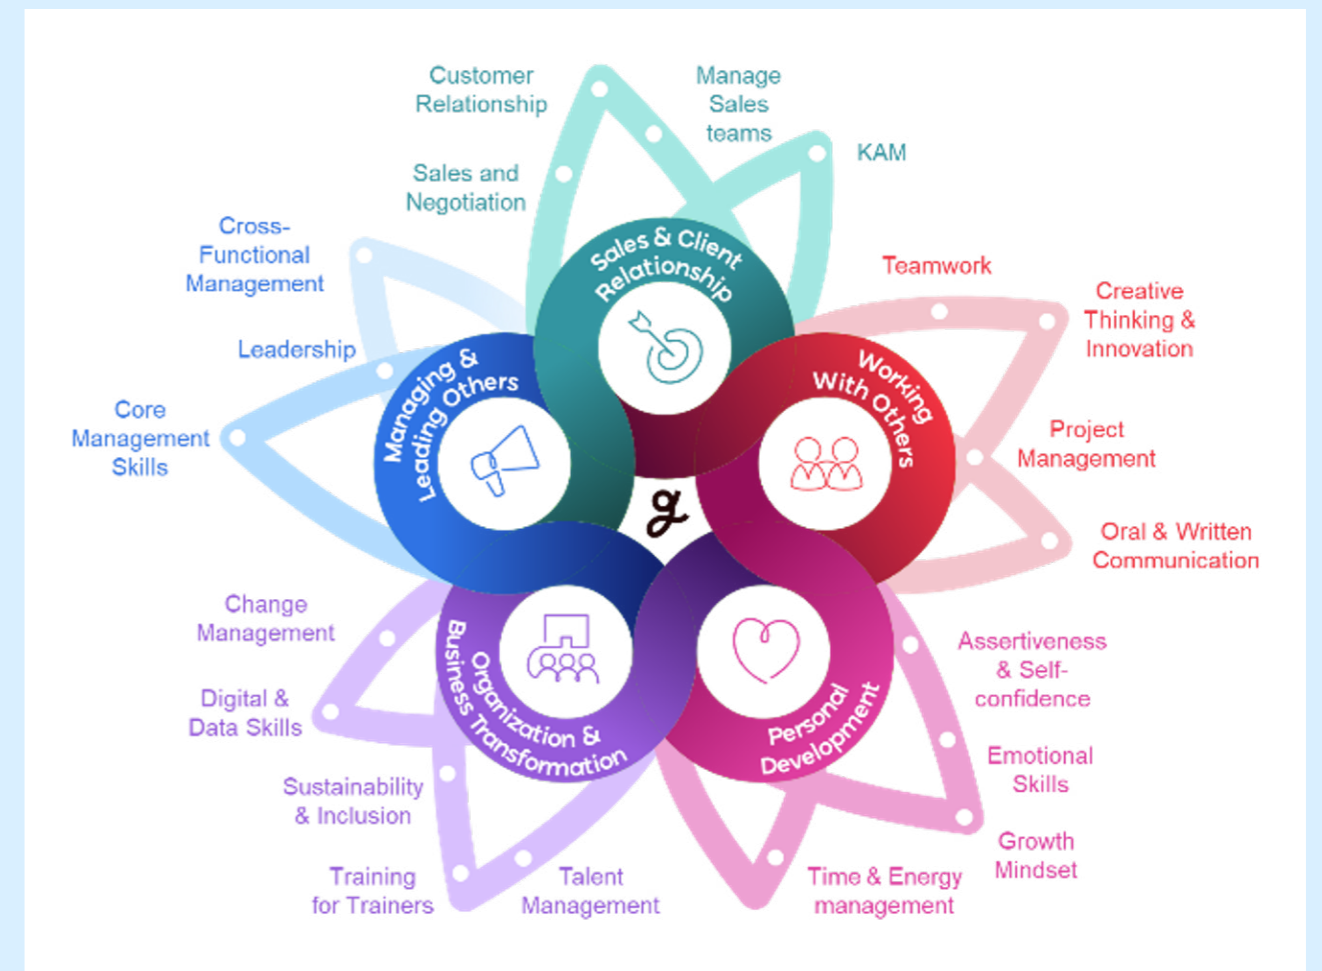 Customer
Relationship
Manage
Sales
teams
KAM
Sales and
Negotiation
Cross-
Functional
Management
Leadership
Core
Management
Skills
Sales & Client
Relationship
Teamwork
Creative
Thinking &
Innovation
Project
Management
Oral & Written
Communication
Managing &
Leading Others
Working
With Others
g
Change
Management
Digital &
Data Skills
Sustainability
& Inclusion
Training
for Trainers
Talent
Management
Organization &
Business Transformation
Personal
Development
Assertiveness
& Self-
confidence
Emotional
Skills
Growth
Mindset
Time & Energy
management